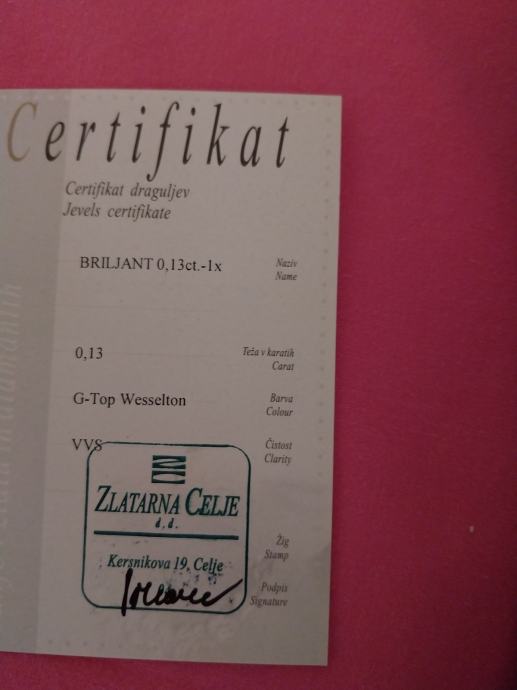 Certifikat
Certifikat draguljev
Jevels certifikate
BRILJANT 0,13ct.-1x
Naziv
Name
0,13
Teža v karatih
Carat
G-Top Wesselton
Barva
Colour
VVS
Čistost
Clarity
ZLATARNA CELJE
d.d.
Kersnikova 19, Celje
Žig
Stamp
Podpis
Signature